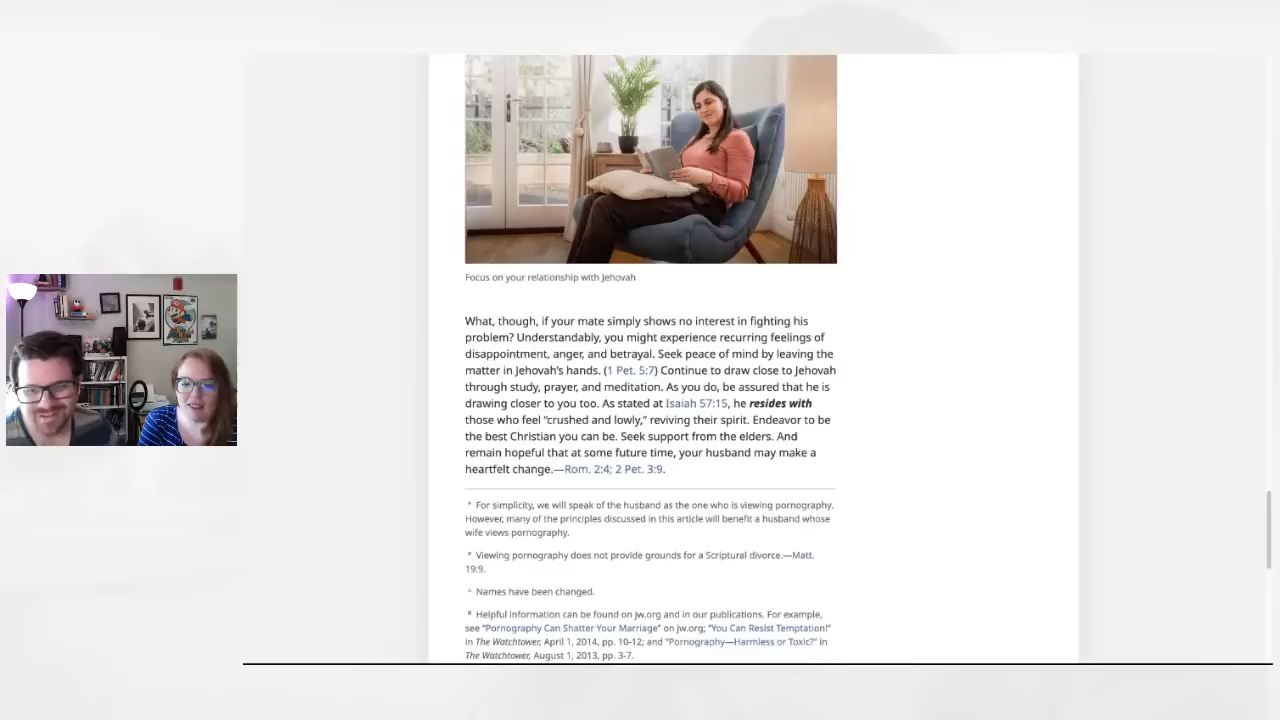 Focus on your relationship with Jehovah
What, though, if your mate simply shows no interest in fighting his
problem? Understandably, you might experience recurring feelings of
disappointment, anger, and betrayal. Seek peace of mind by leaving the
matter in Jehovah's hands. (1 Pet. 5:7) Continue to draw close to Jehovah
through study, prayer, and meditation. As you do, be assured that he is
drawing closer to you too. As stated at Isaiah 57:15, he resides with
those who feel “crushed and lowly,” reviving their spirit. Endeavor to be
the best Christian you can be. Seek support from the elders. And
remain hopeful that at some future time, your husband may make a
heartfelt change.—Rom. 2:4; 2 Pet. 3:9.
For simplicity, we will speak of the husband as the one who is viewing pornography.
However, many of the principles discussed in this article will benefit a husband whose
wife views pornography.
Viewing pornography does not provide grounds for a Scriptural divorce.—Matt.
19:9.
Names have been changed.
Helpful information can be found on jw.org and in our publications. For example,
see “Pornography Can Shatter Your Marriage” on jw.org; “You Can Resist Temptation!”
in The Watchtower, April 1, 2014, pp. 10-12; and “Pornography—Harmless or Toxic?” in
The Watchtower, August 1, 2013, pp. 3-7.